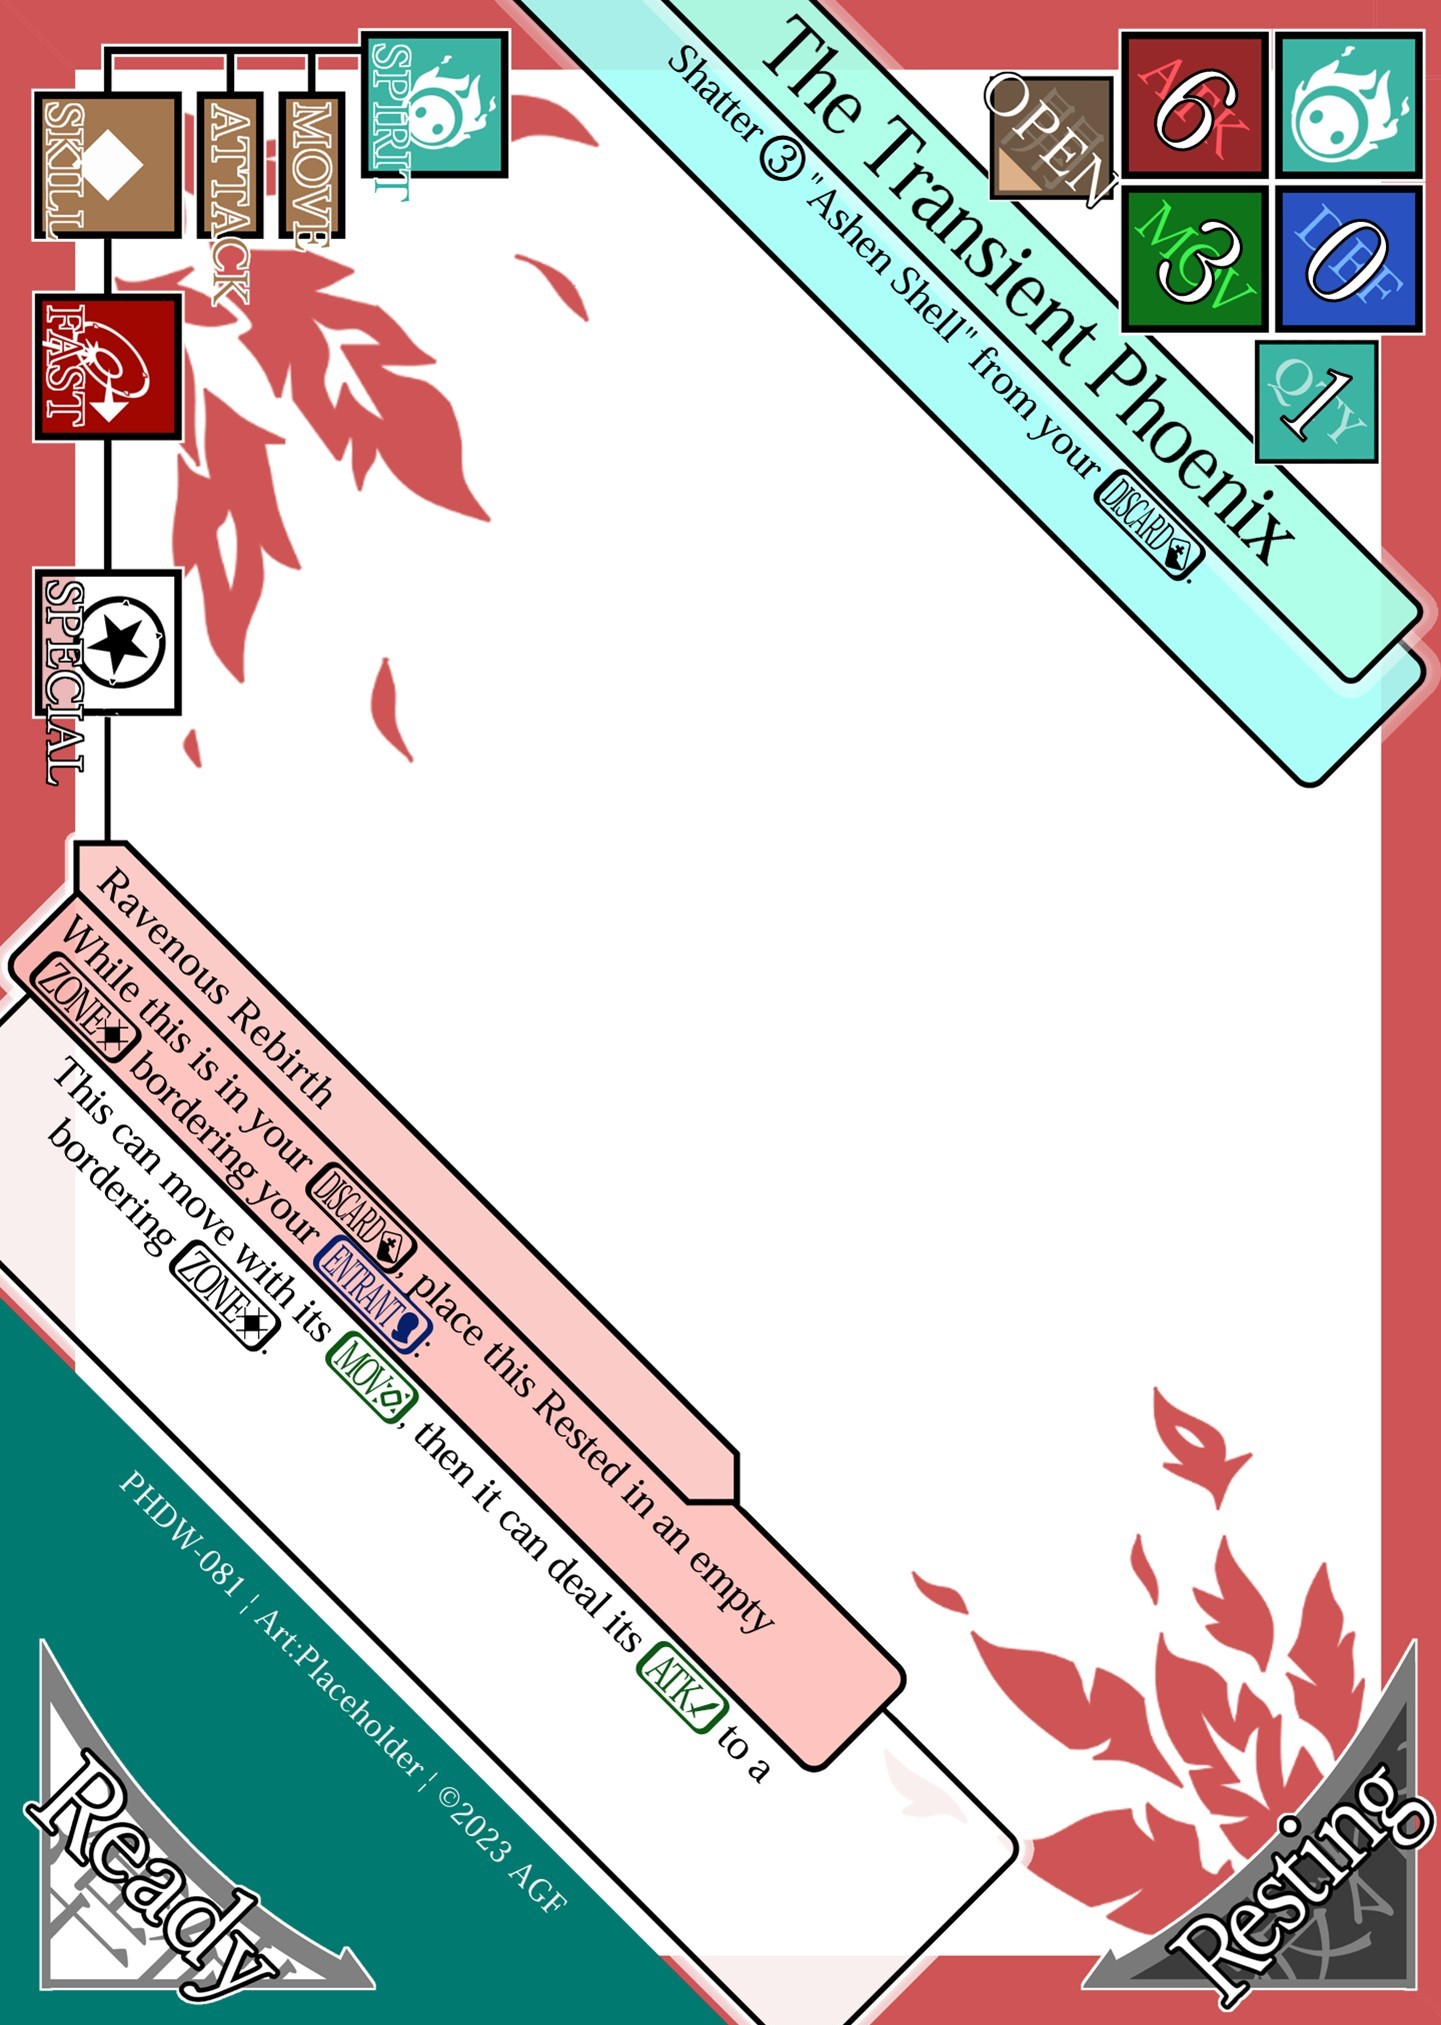 The Transient Phoenix
Shatter ③ "Ashen Shell" from your DISCARD.
OPEN
ATK 6
MOV 3
DEF 0
QTY 1
SPIRIT
MOVE
ATTACK
SKILL
FAST
SPECIAL
Ravenous Rebirth
While this is in your DISCARD, place this Rested in an empty
ZONE bordering your ENTRANT:
This can move with its MOV, then it can deal its ATK to a
bordering ZONE.
PHDW-081 ¦ Art:Placeholder ¦ ©2023 AGF
Ready
Resting